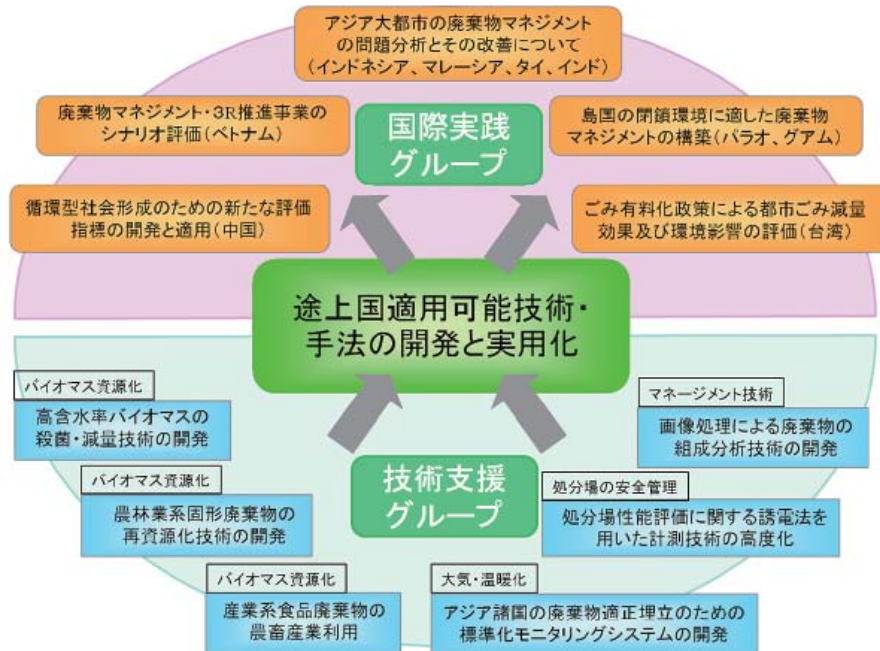 アジア大都市の廃棄物マネジメント
の問題分析とその改善について
(インドネシア、マレーシア、タイ、インド)
廃棄物マネジメント・3R推進事業の
シナリオ評価(ベトナム)
国際実践
グループ
島国の閉鎖環境に適した廃棄物
マネジメントの構築(パラオ、グアム)
循環型社会形成のための新たな評価
指標の開発と適用(中国)
ごみ有料化政策による都市ごみ減量
効果及び環境影響の評価(台湾)
途上国適用可能技術・
手法の開発と実用化
バイオマス資源化
高含水率バイオマスの
殺菌・減量技術の開発
マネージメント技術
画像処理による廃棄物の
組成分析技術の開発
バイオマス資源化
農林業系固形廃棄物の
再資源化技術の開発
技術支援
グループ
処分場の安全管理
処分場性能評価に関する誘電法を
用いた計測技術の高度化
バイオマス資源化
産業系食品廃棄物の
農畜産業利用
大気・温暖化
アジア諸国の廃棄物適正埋立のための
標準化モニタリングシステムの開発